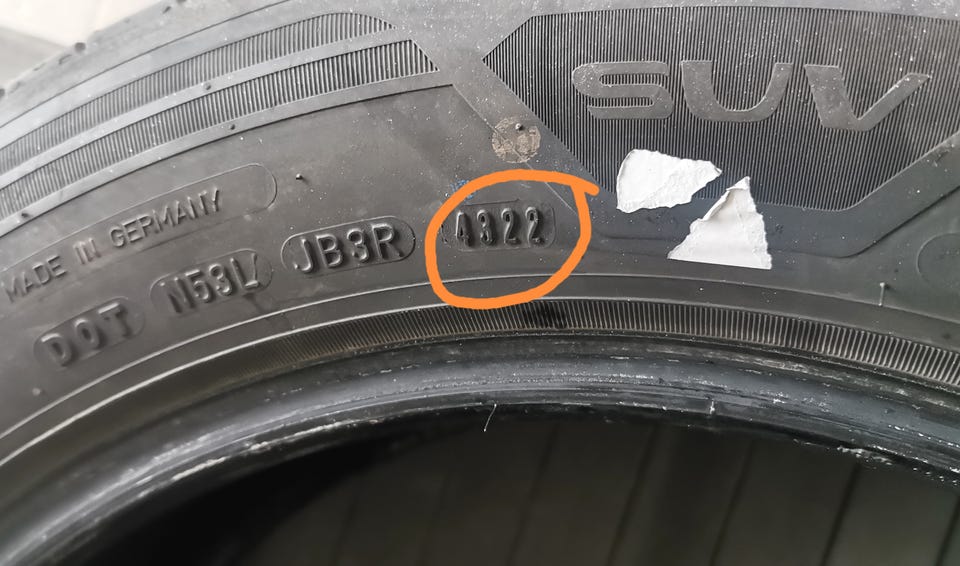 SUV
MADE IN GERMANY
DOT N53L JB3R 4322